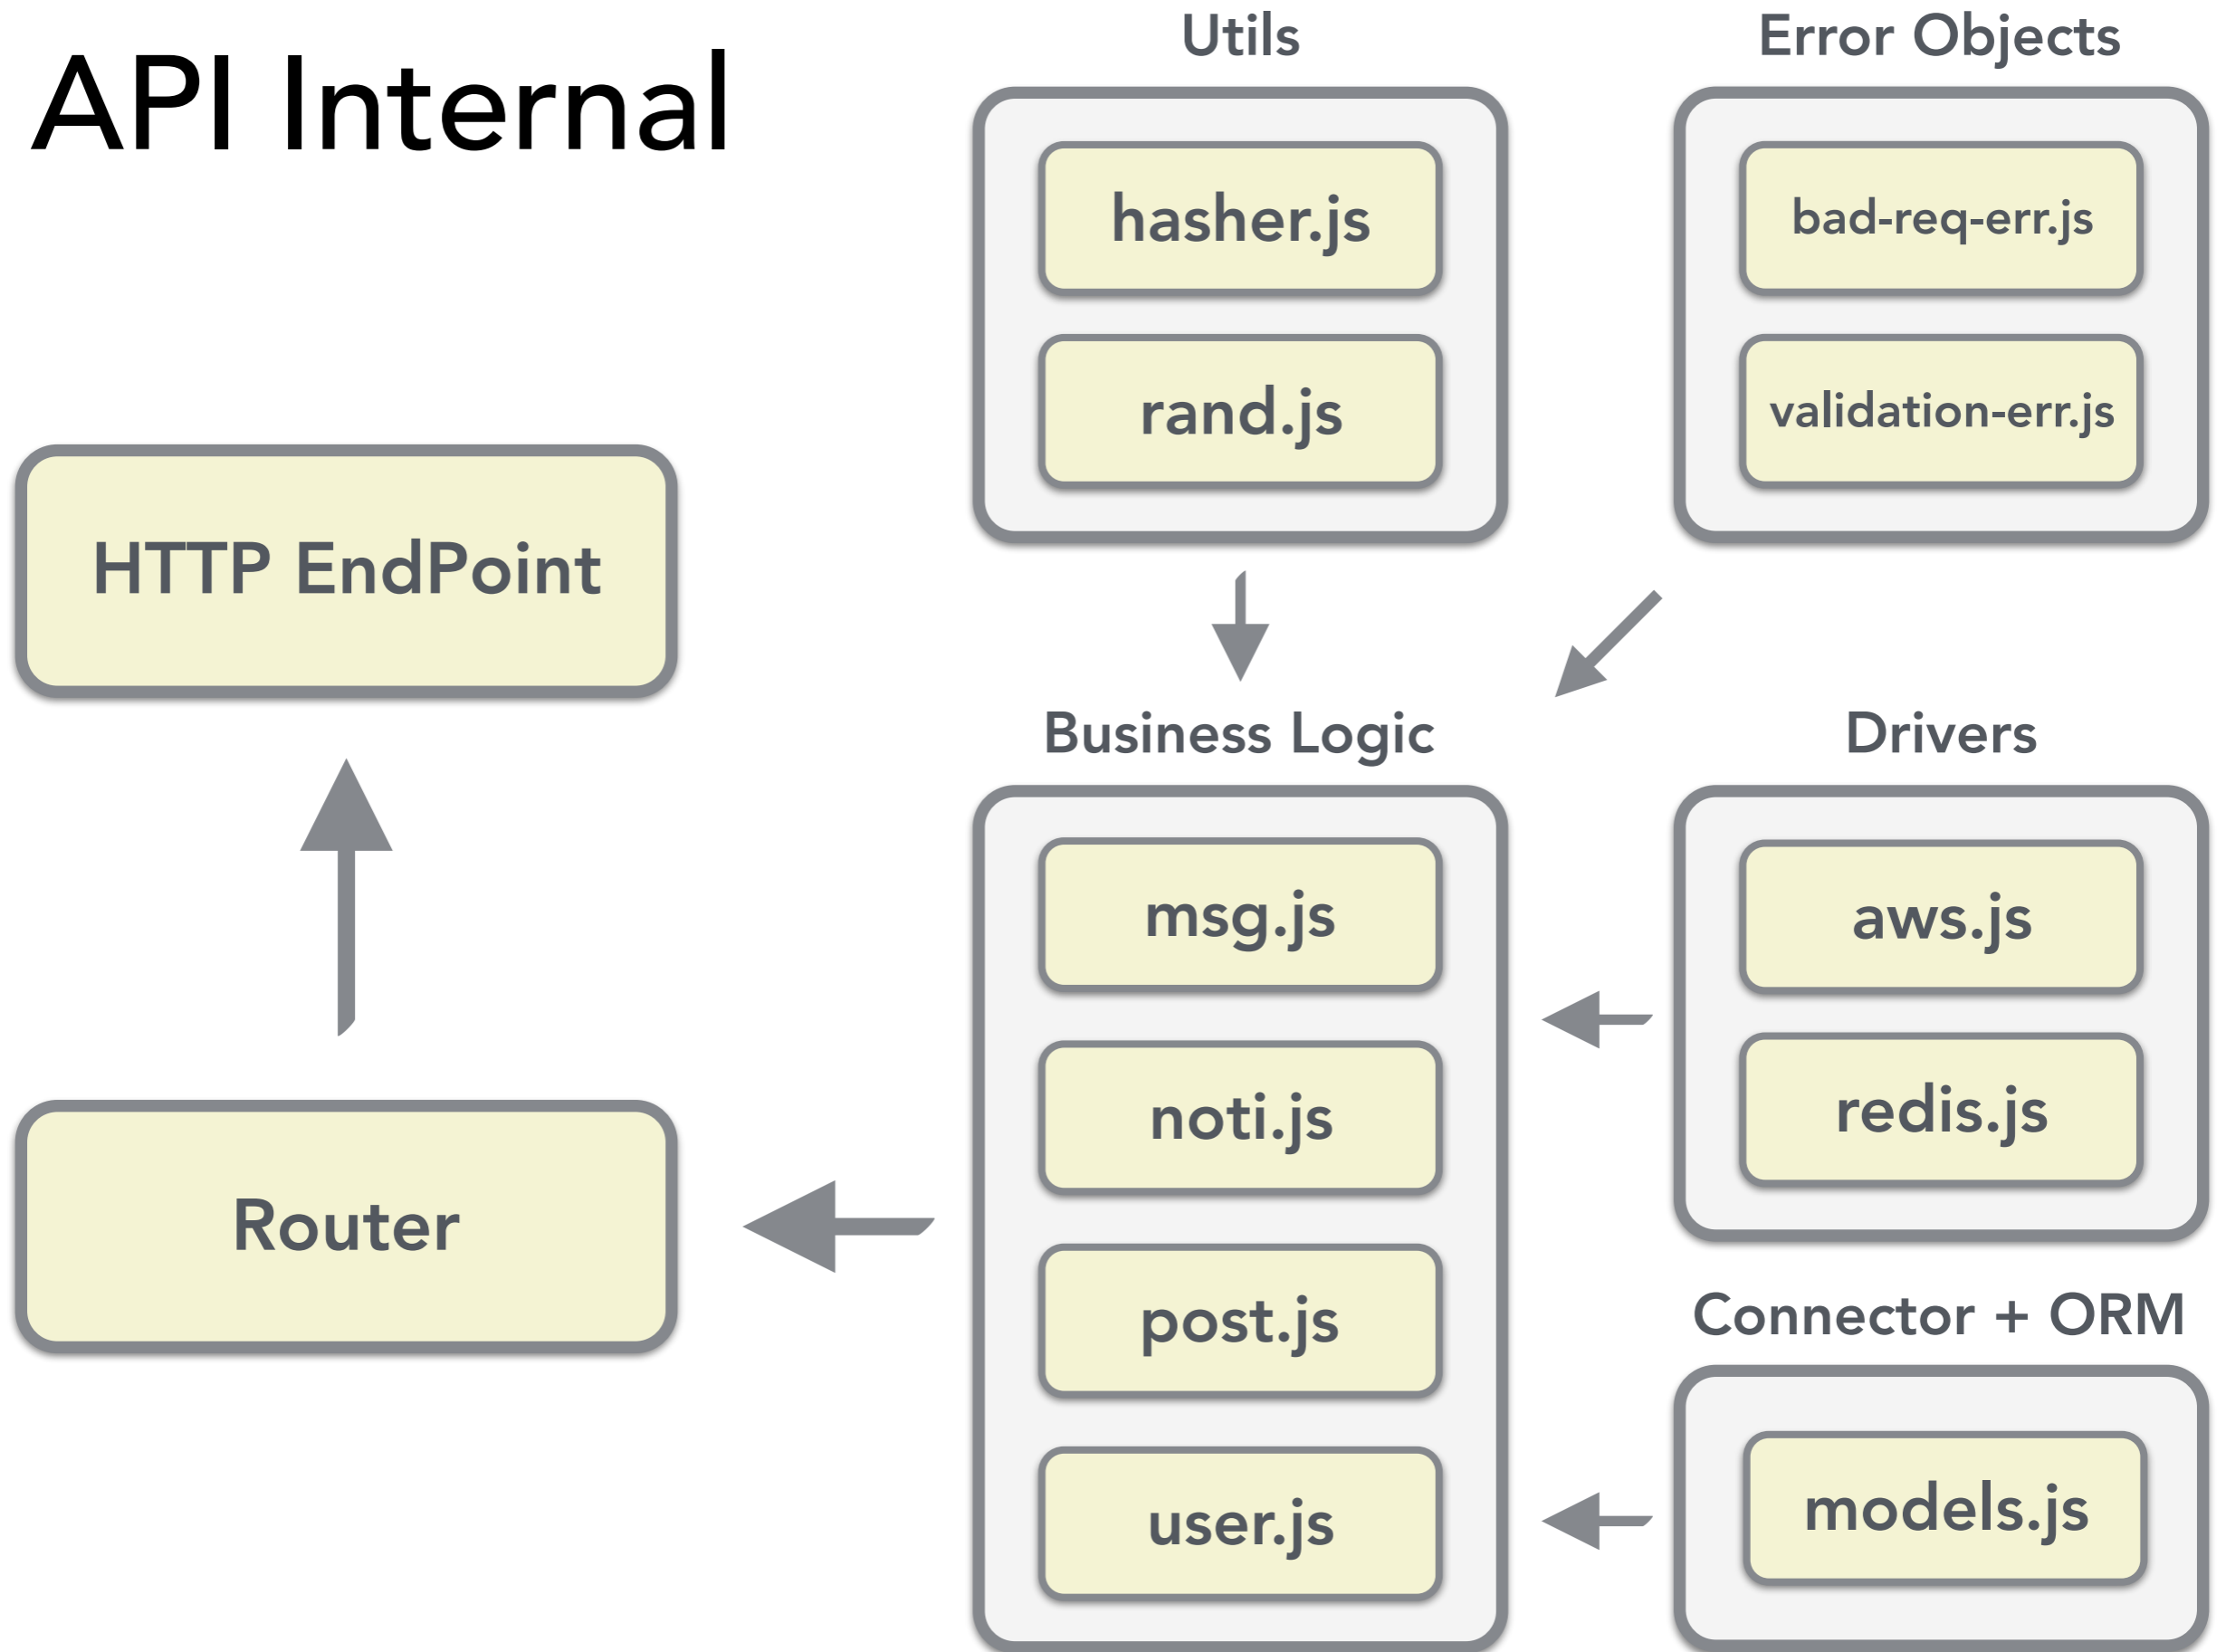 API Internal
HTTP EndPoint
Router
Utils
hasher.js
rand.js
Error Objects
bad-req-err.js
validation-err.js
Business Logic
msg.js
noti.js
post.js
user.js
Drivers
aws.js
redis.js
Connector + ORM
models.js